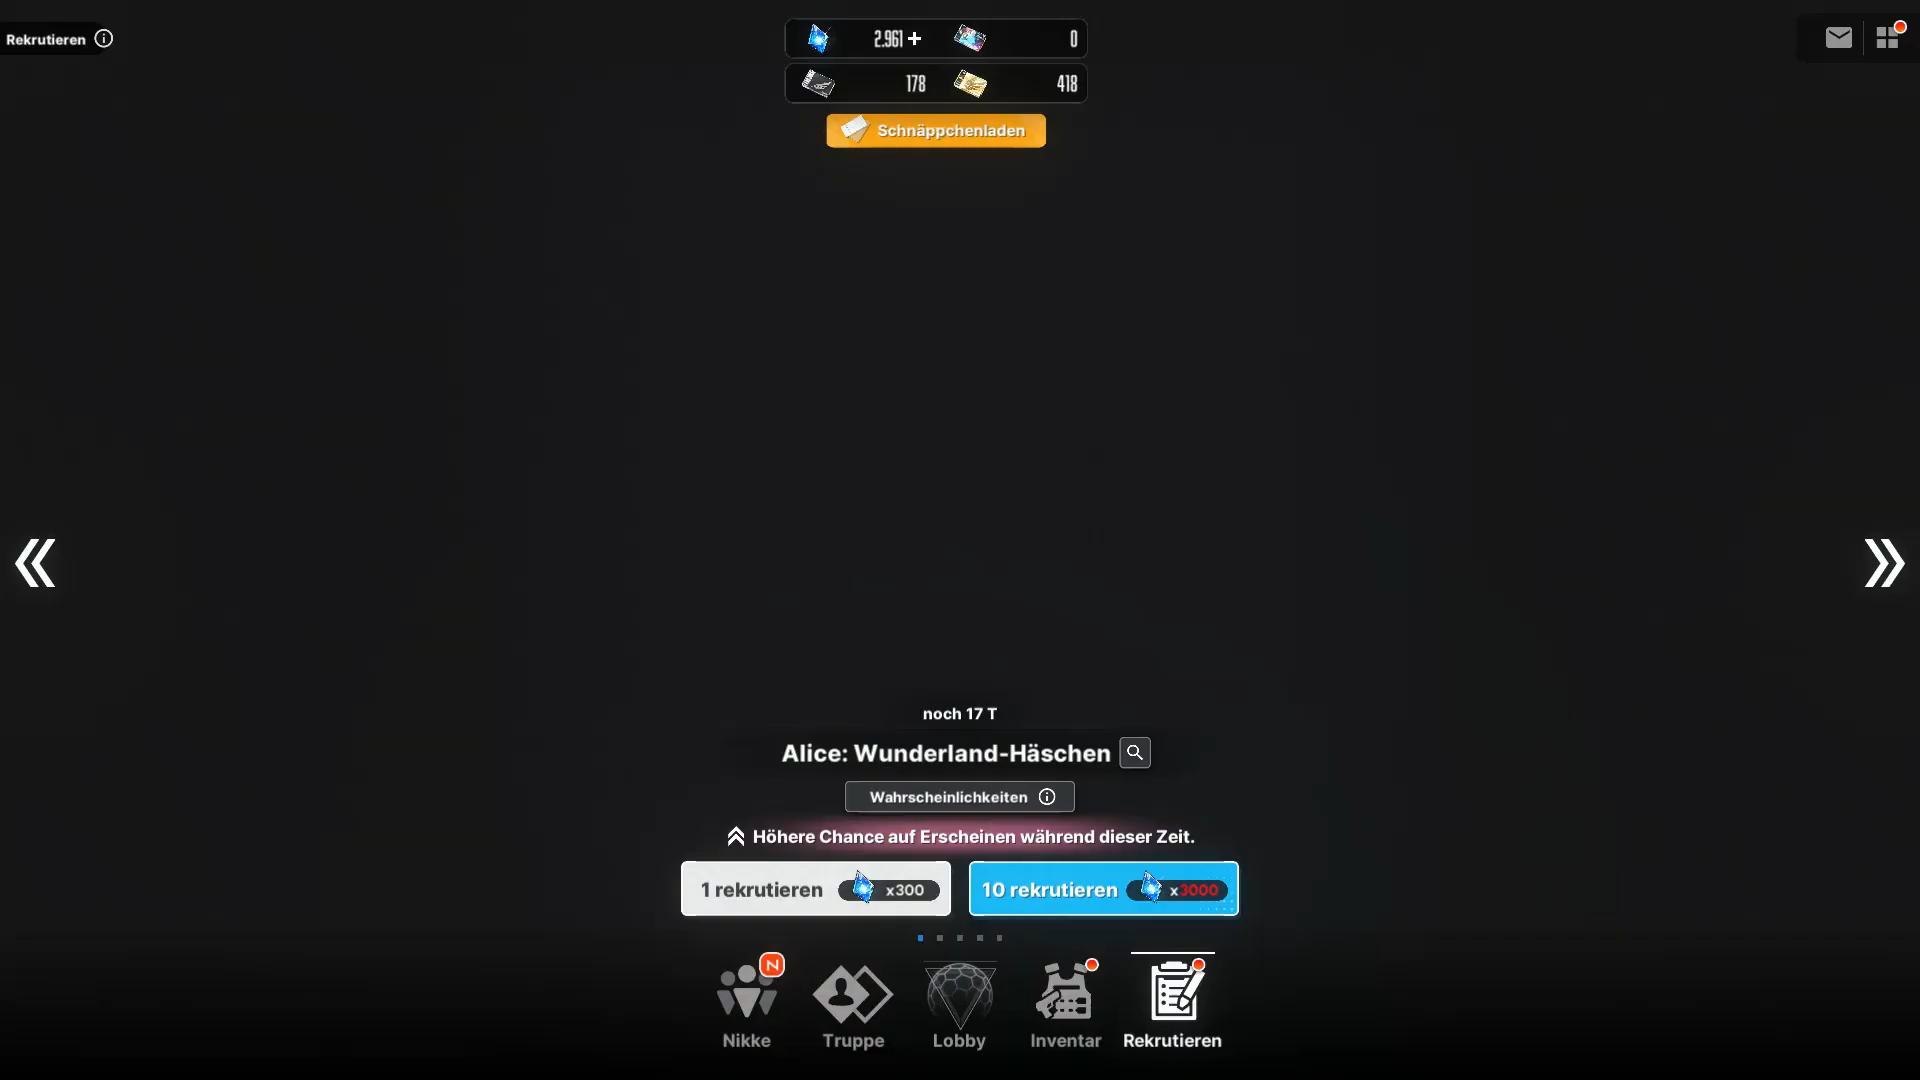 Rekrutieren
2.961
0
178
418
Schnäppchenladen
noch 17 T
Alice: Wunderland-Häschen
Wahrscheinlichkeiten
Höhere Chance auf Erscheinen während dieser Zeit.
1 rekrutieren x300
10 rekrutieren x3000
N
Nikke
Truppe
Lobby
Inventar
Rekrutieren